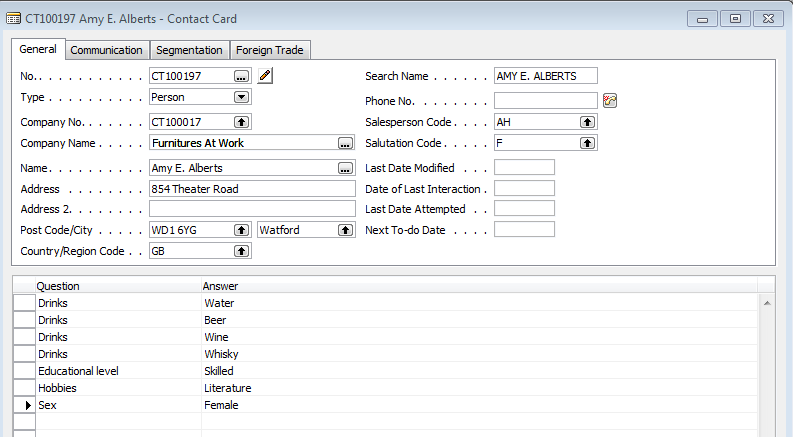 CT100197 Amy E. Alberts - Contact Card
General Communication Segmentation Foreign Trade
No. . . . . . . . . . . . CT100197 ... Search Name . . . . . . AMY E. ALBERTS
Type . . . . . . . . . . . Person Phone No. . . . . . . . .
Company No. . . . . . . CT100017 Salesperson Code . . . . AH
Company Name . . . . . Furnitures At Work ... Salutation Code . . . . . F
Name . . . . . . . . . . . Amy E. Alberts ... Last Date Modified . . .
Address . . . . . . . . . 854 Theater Road Date of Last Interaction .
Address 2. . . . . . . . Last Date Attempted . .
Post Code/City . . . . . WD1 6YG Watford Next To-do Date . . . .
Country/Region Code . . GB
Question Answer
Drinks Water
Drinks Beer
Drinks Wine
Drinks Whisky
Educational level Skilled
Hobbies Literature
Sex Female